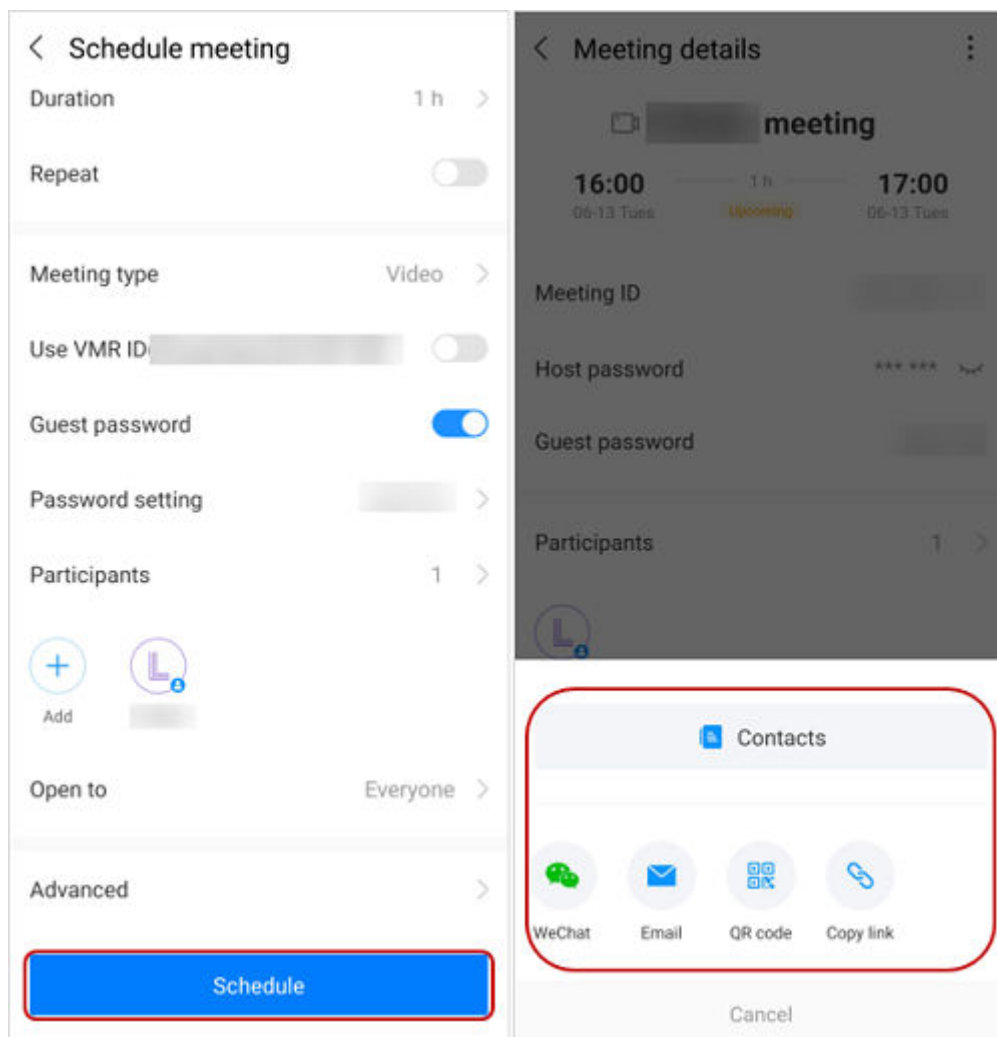 Schedule meeting
Duration 1 h
Repeat
Meeting type Video
Use VMR ID
Guest password
Password setting
Participants 1
L
Add
Open to Everyone
Advanced
Schedule
Meeting details
meeting
16:00 1 h 17:00
06-13 Tues Upcoming 06-13 Tues
Meeting ID
Host password *** ***
Guest password
Participants 1
L
Contacts
WeChat Email QR code Copy link
Cancel